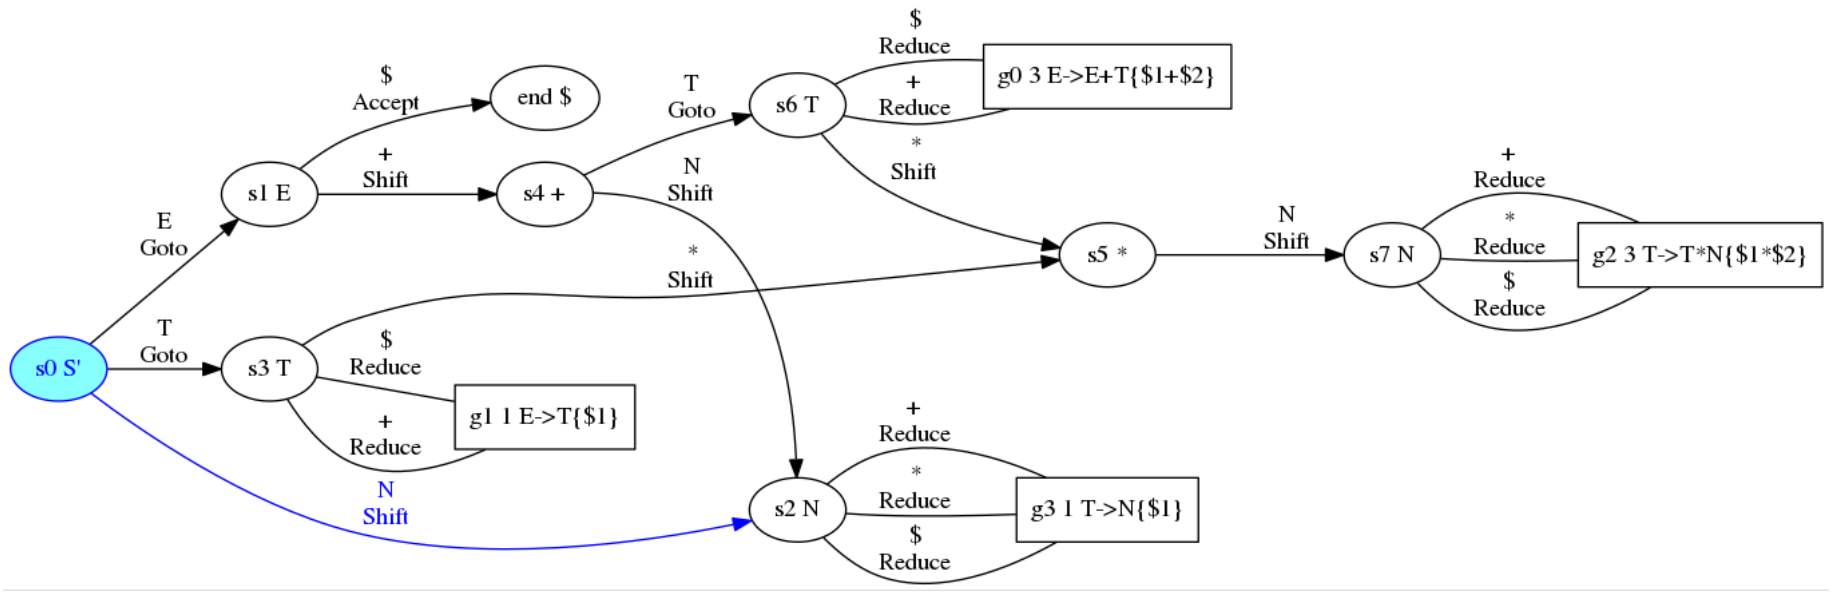 $
Reduce
g0 3 E->E+T{$1+$2}
+
Reduce
$
Accept
end $
T
Goto
s6 T
*
Shift
+
Shift
s1 E
s4 +
N
Shift
+
Reduce
E
Goto
*
Shift
s5 *
N
Shift
s7 N
*
Reduce
g2 3 T->T*N{$1*$2}
$
Reduce
s0 S'
T
Goto
s3 T
$
Reduce
g1 1 E->T{$1}
+
Reduce
N
Shift
+
Reduce
s2 N
*
Reduce
g3 1 T->N{$1}
$
Reduce